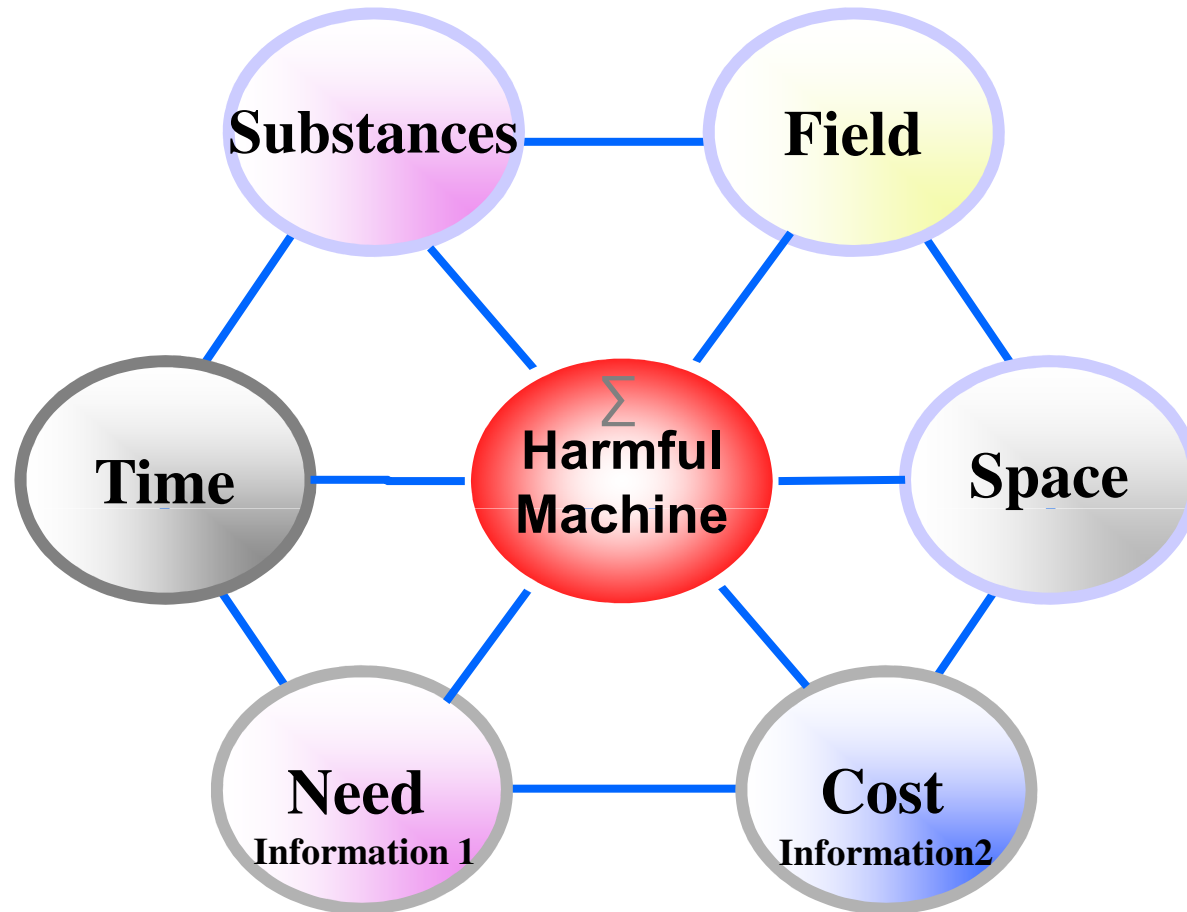 Substances
Field
∑
Harmful
Machine
Time
Space
Need
Information 1
Cost
Information2